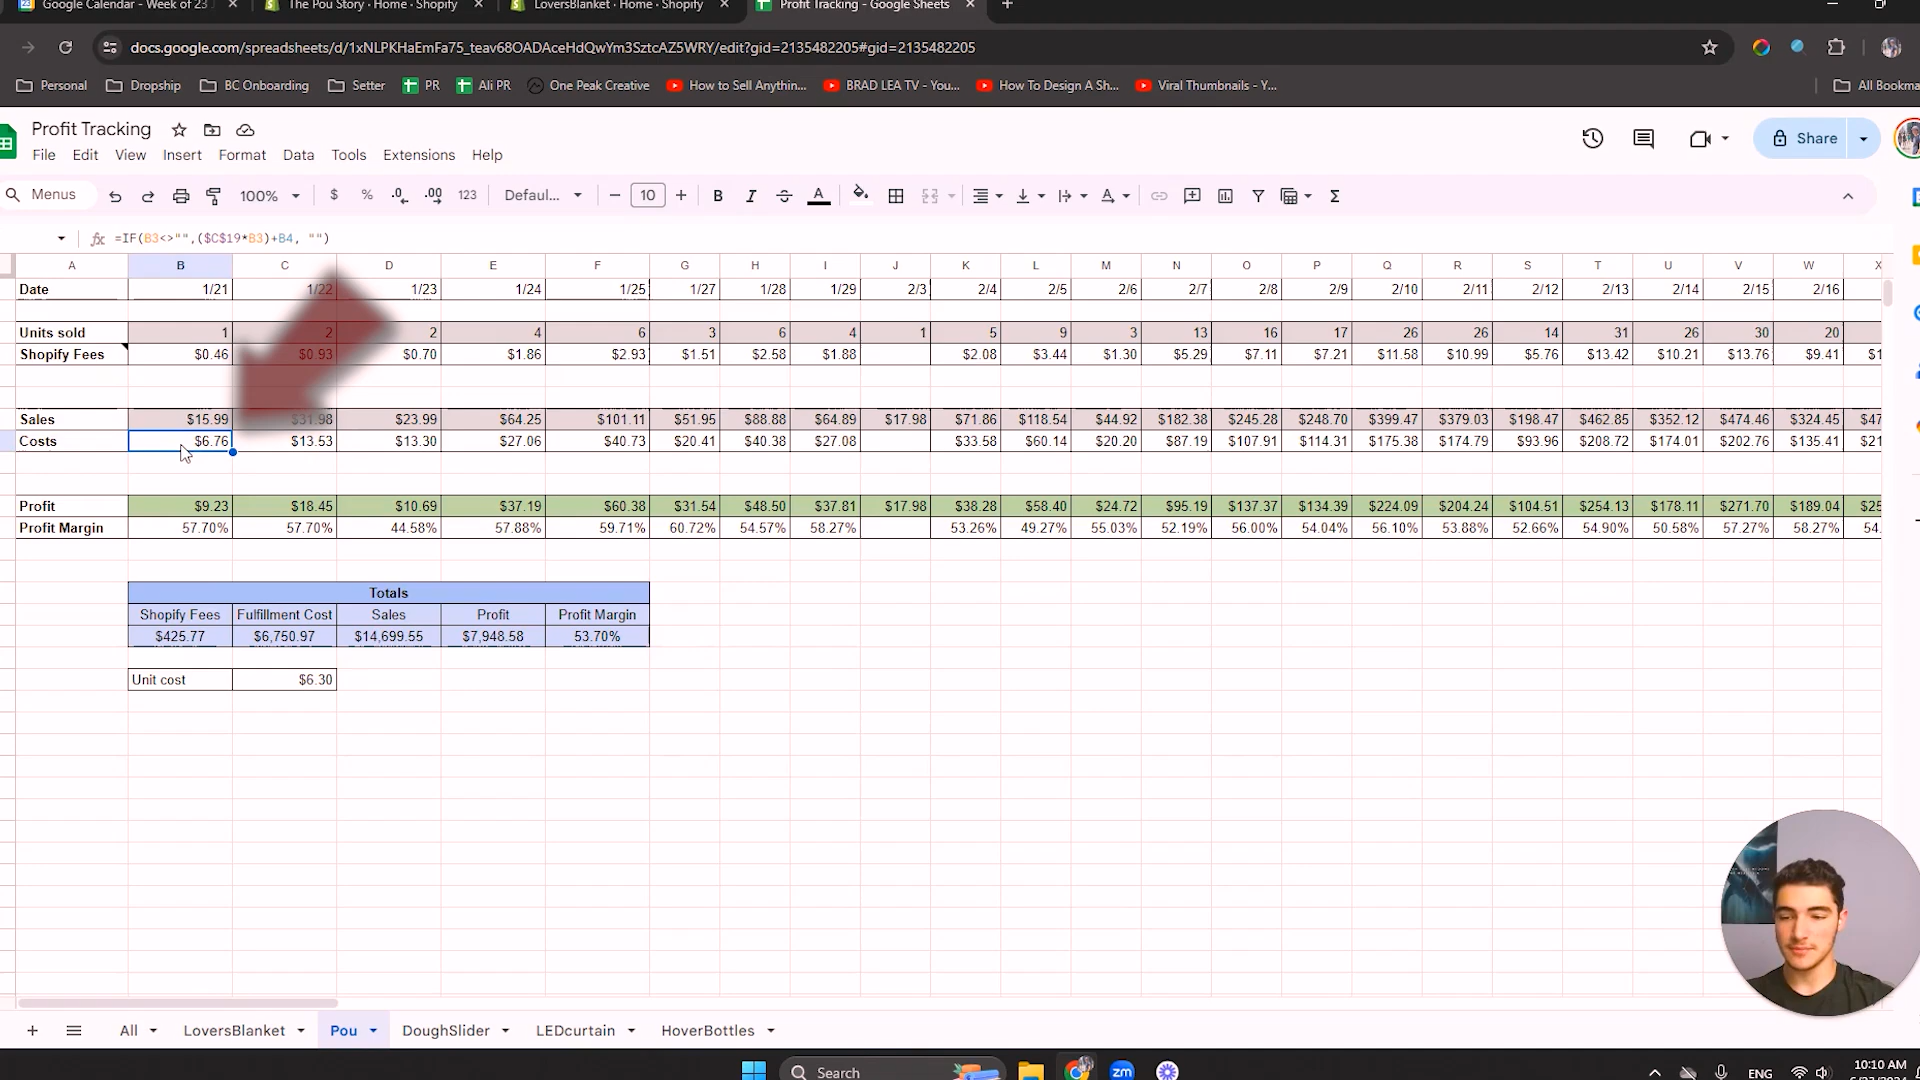 Google Calendar - Week of 23
The Pou Story · Home · Shopify
LoversBlanket · Home · Shopify
Profit Tracking - Google Sheets
docs.google.com/spreadsheets/d/1xNLPKHaEmFa75_teav68OADAceHdQwYm3SztcAZ5WRY/edit?gid=2135482205#gid=2135482205
Personal Dropship BC Onboarding Setter PR Ali PR One Peak Creative How to Sell Anythin... BRAD LEA TV - You... How To Design A Sh... Viral Thumbnails - Y... All Bookma
Profit Tracking
Share
File Edit View Insert Format Data Tools Extensions Help
Menus 100% $ % .0 .00 123 Defaul... 10 B I A
=IF(B3<>"",($C$19*B3)+B4, "")
A B C D E F G H I J K L M N O P Q R S T U V W X
Date 1/21 1/22 1/23 1/24 1/25 1/27 1/28 1/29 2/3 2/4 2/5 2/6 2/7 2/8 2/9 2/10 2/11 2/12 2/13 2/14 2/15 2/16
Units sold 1 2 2 4 6 3 6 4 1 5 9 3 13 16 17 26 26 14 31 26 30 20
Shopify Fees $0.46 $0.93 $0.70 $1.86 $2.93 $1.51 $2.58 $1.88 $2.08 $3.44 $1.30 $5.29 $7.11 $7.21 $11.58 $10.99 $5.76 $13.42 $10.21 $13.76 $9.41 $1
Sales $15.99 $31.98 $23.99 $64.25 $101.11 $51.95 $88.88 $64.89 $17.98 $71.86 $118.54 $44.92 $182.38 $245.28 $248.70 $399.47 $379.03 $198.47 $462.85 $352.12 $474.46 $324.45 $47
Costs $6.76 $13.53 $13.30 $27.06 $40.73 $20.41 $40.38 $27.08 $33.58 $60.14 $20.20 $87.19 $107.91 $114.31 $175.38 $174.79 $93.96 $208.72 $174.01 $202.76 $135.41 $21
Profit $9.23 $18.45 $10.69 $37.19 $60.38 $31.54 $48.50 $37.81 $17.98 $38.28 $58.40 $24.72 $95.19 $137.37 $134.39 $224.09 $204.24 $104.51 $254.13 $178.11 $271.70 $189.04 $25
Profit Margin 57.70% 57.70% 44.58% 57.88% 59.71% 60.72% 54.57% 58.27% 53.26% 49.27% 55.03% 52.19% 56.00% 54.04% 56.10% 53.88% 52.66% 54.90% 50.58% 57.27% 58.27% 54.
Totals
Shopify Fees Fulfillment Cost Sales Profit Profit Margin
$425.77 $6,750.97 $14,699.55 $7,948.58 53.70%
Unit cost $6.30
All LoversBlanket Pou DoughSlider LEDcurtain HoverBottles
Search
zm
ENG
10:10 AM